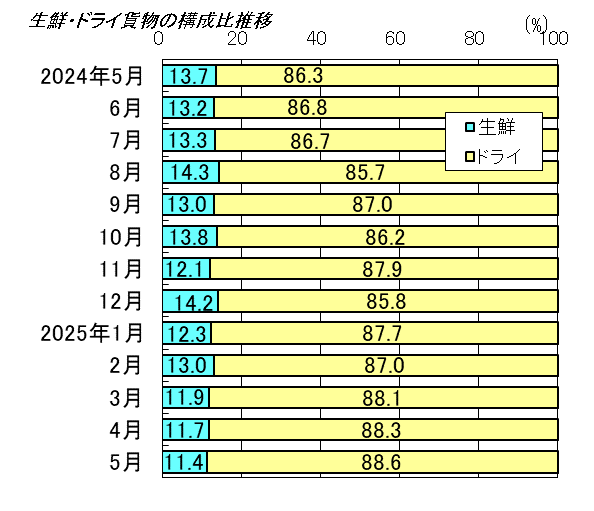 生鮮・ドライ貨物の構成比推移
(%)
0 20 40 60 80 100
2024年5月 13.7 86.3
6月 13.2 86.8
7月 13.3 86.7
8月 14.3 85.7
9月 13.0 87.0
10月 13.8 86.2
11月 12.1 87.9
12月 14.2 85.8
2025年1月 12.3 87.7
2月 13.0 87.0
3月 11.9 88.1
4月 11.7 88.3
5月 11.4 88.6
生鮮
ドライ